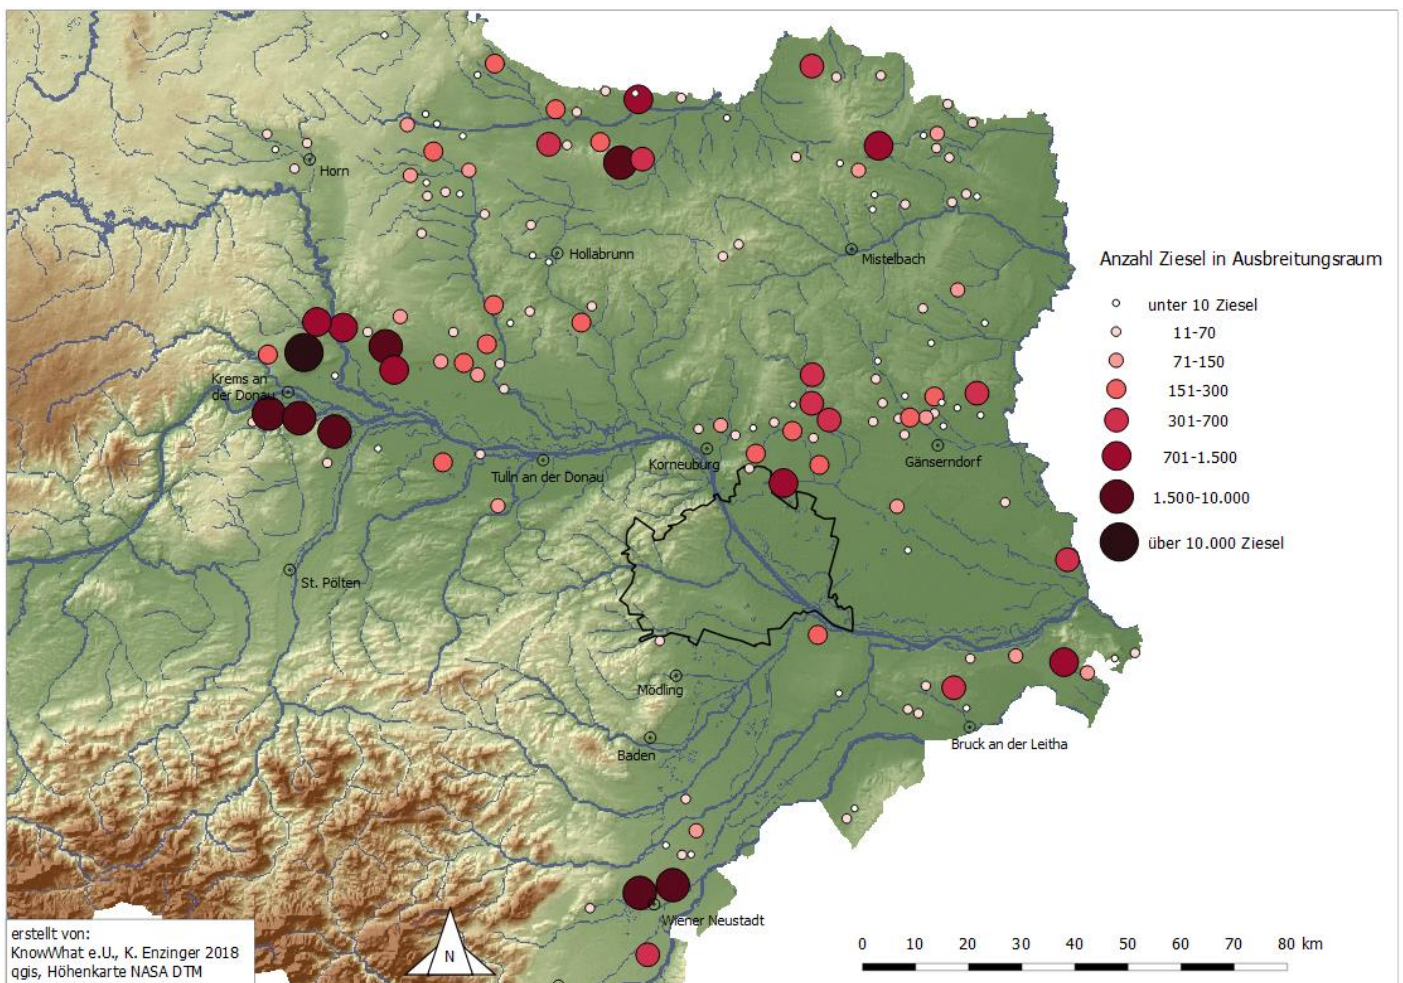 Horn
Hollabrunn
Mistelbach
Anzahl Ziesel in Ausbreitungsraum
unter 10 Ziesel
11-70
71-150
151-300
301-700
701-1.500
1.500-10.000
über 10.000 Ziesel
Krems an
der Donau
Tulln an der Donau
Korneuburg
Gänserndorf
St. Pölten
Mödling
Baden
Bruck an der Leitha
Wiener Neustadt
erstellt von:
KnowWhat e.U., K. Enzinger 2018
qgis, Höhenkarte NASA DTM
N
0 10 20 30 40 50 60 70 80 km